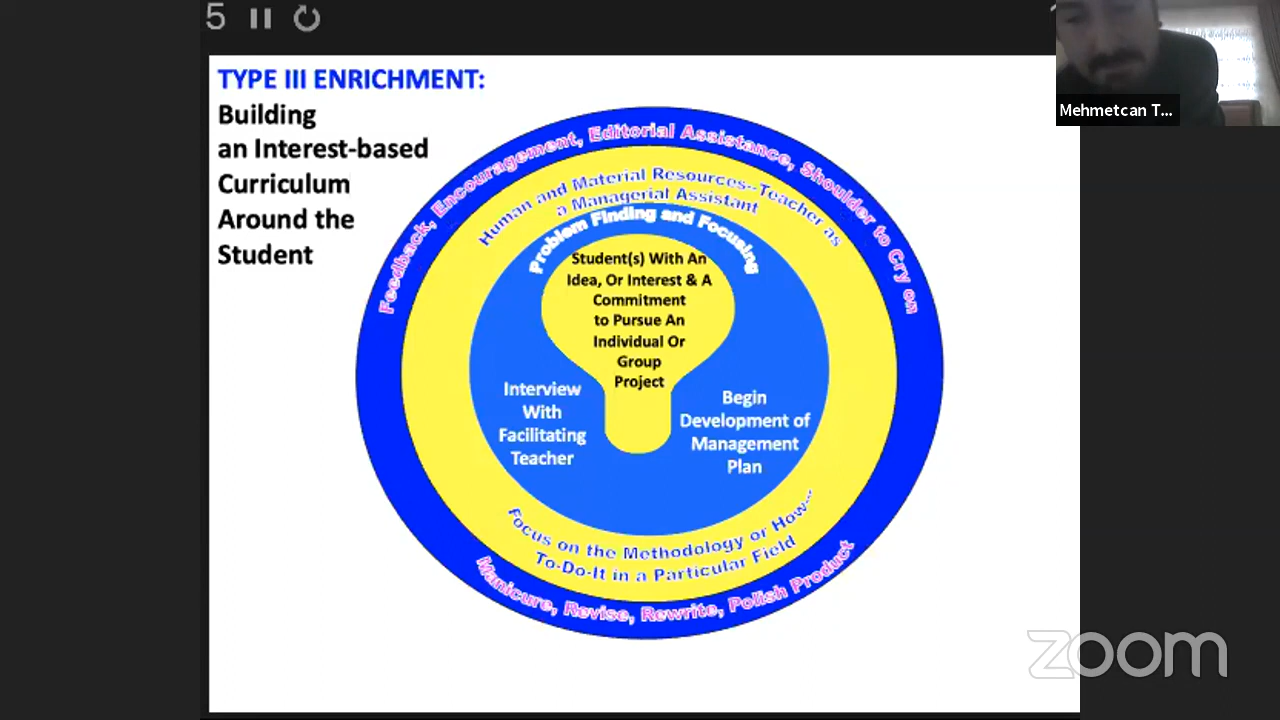 5
TYPE III ENRICHMENT:
Building
an Interest-based
Curriculum
Around the
Student
Feedback, Encouragement, Editorial Assistance, Shoulder to Cry on
Human and Material Resources--Teacher as
a Managerial Assistant
Problem Finding and Focusing
Student(s) With An
Idea, Or Interest & A
Commitment
to Pursue An
Individual Or
Group
Project
Interview
With
Facilitating
Teacher
Begin
Development of
Management
Plan
Focus on the Methodology or How--
To-Do-It in a Particular Field
Manicure, Revise, Rewrite, Polish Product
Mehmetcan T...
zoom